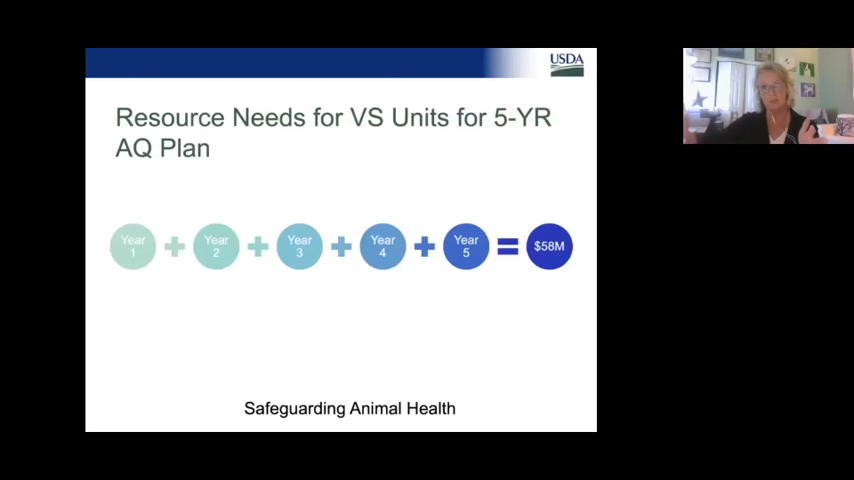 USDA
Resource Needs for VS Units for 5-YR
AQ Plan
Year
1
Year
2
Year
3
Year
4
Year
5
$58M
Safeguarding Animal Health